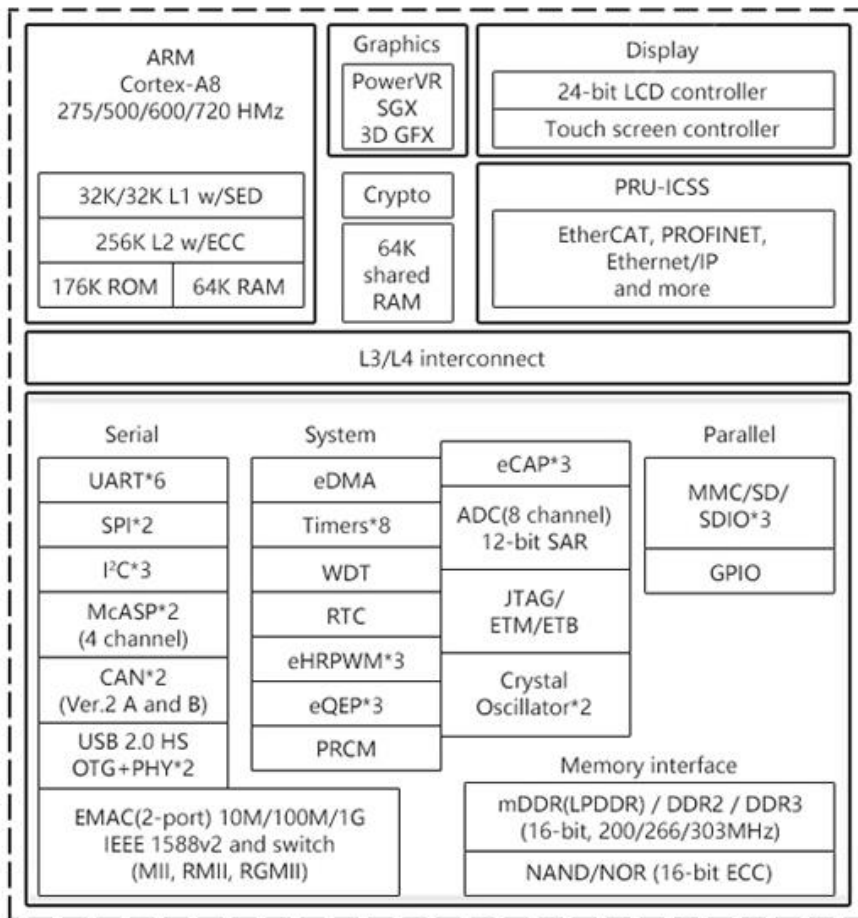 ARM
Cortex-A8
275/500/600/720 HMz
32K/32K L1 w/SED
256K L2 w/ECC
176K ROM
64K RAM
Graphics
PowerVR
SGX
3D GFX
Crypto
64K
shared
RAM
Display
24-bit LCD controller
Touch screen controller
PRU-ICSS
EtherCAT, PROFINET,
Ethernet/IP
and more
L3/L4 interconnect
Serial
UART*6
SPI*2
I²C*3
McASP*2
(4 channel)
CAN*2
(Ver.2 A and B)
USB 2.0 HS
OTG+PHY*2
EMAC(2-port) 10M/100M/1G
IEEE 1588v2 and switch
(MII, RMII, RGMII)
System
eDMA
Timers*8
WDT
RTC
eHRPWM*3
eQEP*3
PRCM
eCAP*3
ADC(8 channel)
12-bit SAR
JTAG/
ETM/ETB
Crystal
Oscillator*2
Parallel
MMC/SD/
SDIO*3
GPIO
Memory interface
mDDR(LPDDR) / DDR2 / DDR3
(16-bit, 200/266/303MHz)
NAND/NOR (16-bit ECC)